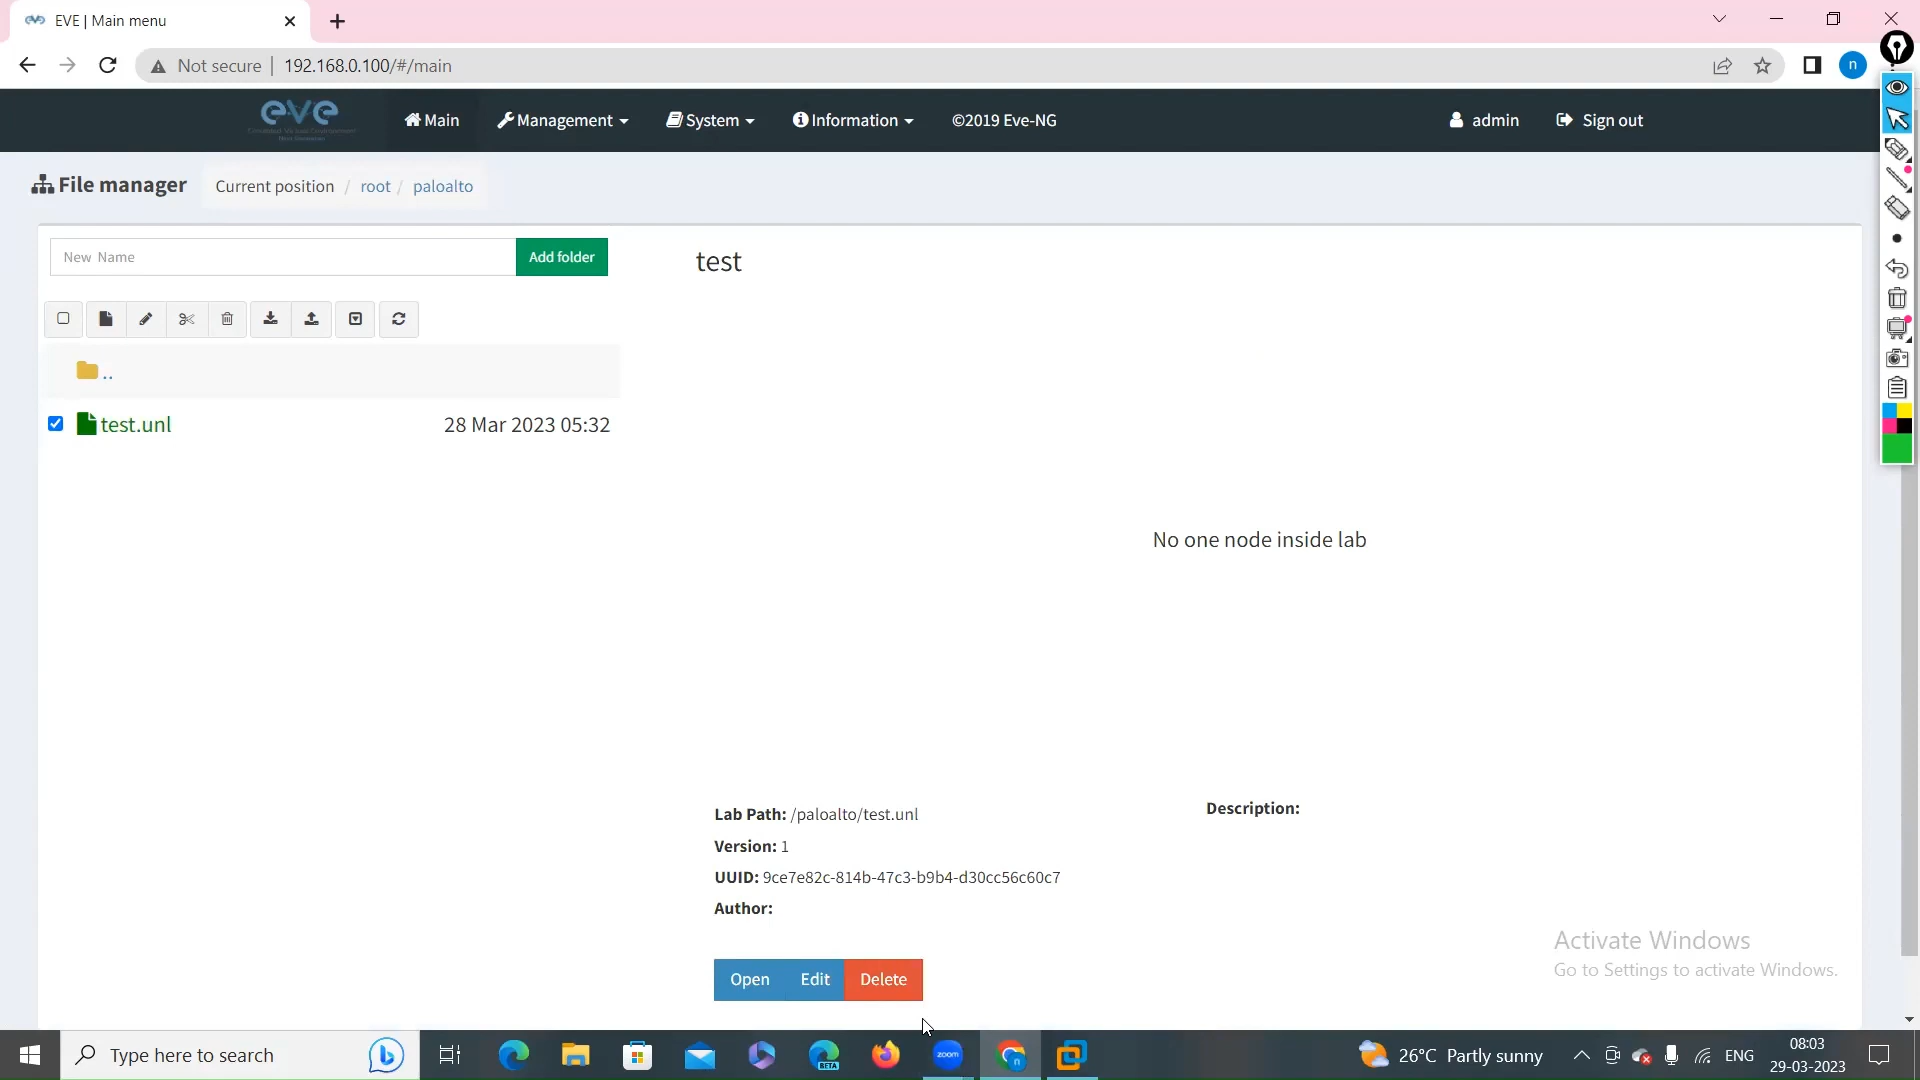 EVE | Main menu
Not secure
192.168.0.100/#/main
n
eve
Main
Management
System
Information
©2019 Eve-NG
admin
Sign out
File manager
Current position / root / paloalto
New Name
Add folder
test
..
test.unl
28 Mar 2023 05:32
No one node inside lab
Lab Path: /paloalto/test.unl
Description:
Version: 1
UUID: 9ce7e82c-814b-47c3-b9b4-d30cc56c60c7
Author:
Open
Edit
Delete
Activate Windows
Go to Settings to activate Windows.
Type here to search
BETA
zoom
n
26°C Partly sunny
ENG
08:03
29-03-2023